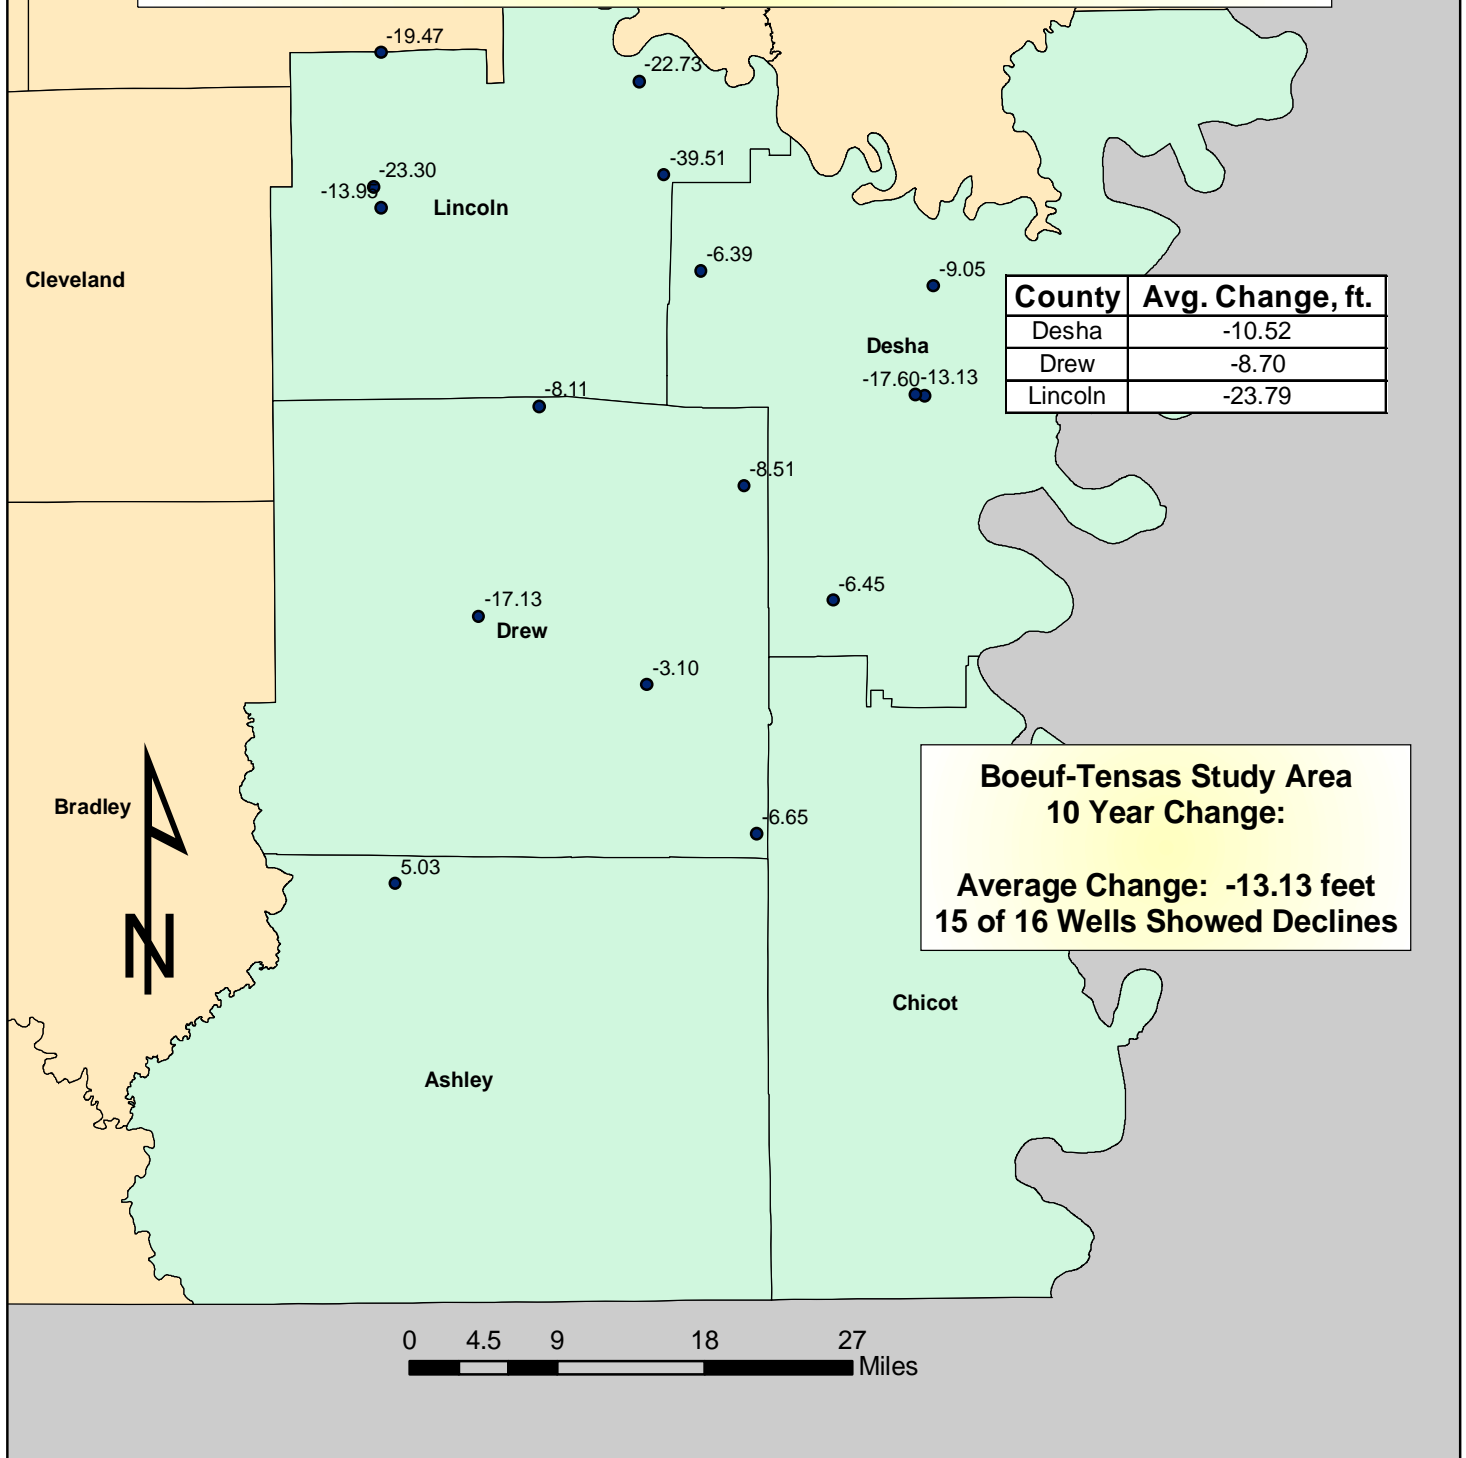 -19.47
-22.73
-39.51
-23.30
-13.93
Lincoln
Cleveland
-6.39
-9.05
County Avg. Change, ft.
Desha -10.52
Drew -8.70
Lincoln -23.79
Desha
-17.60 -13.13
-8.11
-8.51
-17.13
Drew
-6.45
-3.10
Bradley
-6.65
5.03
Boeuf-Tensas Study Area
10 Year Change:
Average Change: -13.13 feet
15 of 16 Wells Showed Declines
N
Chicot
Ashley
0 4.5 9 18 27
Miles